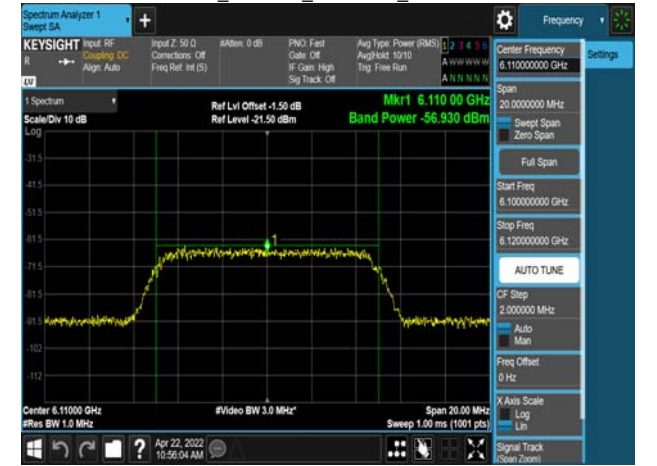 Spectrum Analyzer 1
Swept SA
Frequency
KEYSIGHT
R
LV
Input: RF
Coupling: DC
Align: Auto
Input Z: 50 Ω
Corrections: Off
Freq Ref: Int (S)
#Atten: 0 dB
PNO: Fast
Gate: Off
IF Gain: High
Sig Track: Off
Avg Type: Power (RMS)
Avg|Hold: 10/10
Trig: Free Run
1 2 3 4 5 6
A W W W W W
A N N N N N
1 Spectrum
Scale/Div 10 dB
Log
Ref Lvl Offset -1.50 dB
Ref Level -21.50 dBm
Mkr1 6.110 00 GHz
Band Power -56.930 dBm
-31.5
-41.5
-51.5
-61.5
-71.5
-81.5
-91.5
-102
-112
1
Center 6.11000 GHz
#Res BW 1.0 MHz
#Video BW 3.0 MHz*
Span 20.00 MHz
Sweep 1.00 ms (1001 pts)
Center Frequency
6.110000000 GHz
Settings
Span
20.0000000 MHz
Swept Span
Zero Span
Full Span
Start Freq
6.100000000 GHz
Stop Freq
6.120000000 GHz
AUTO TUNE
CF Step
2.000000 MHz
Auto
Man
Freq Offset
0 Hz
X Axis Scale
Log
Lin
Signal Track
(Span Zoom)
?
Apr 22, 2022
10:56:04 AM